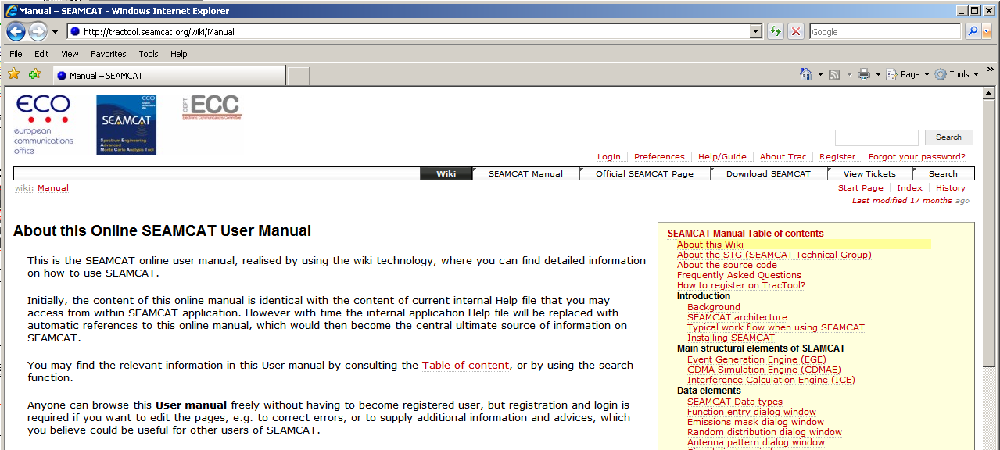 Manual – SEAMCAT - Windows Internet Explorer
http://tractool.seamcat.org/wiki/Manual
Google
File Edit View Favorites Tools Help
Manual – SEAMCAT
Page Tools
ECO
european
communications
office
ECO
SEAMCAT
Spectrum Engineering
Advanced
Monte Carlo Analysis Tool
CEPT
ECC
Electronic Communications Committee
Search
Login Preferences Help/Guide About Trac Register Forgot your password?
Wiki SEAMCAT Manual Official SEAMCAT Page Download SEAMCAT View Tickets Search
wiki: Manual
Start Page Index History
Last modified 17 months ago
About this Online SEAMCAT User Manual
This is the SEAMCAT online user manual, realised by using the wiki technology, where you can find detailed information
on how to use SEAMCAT.
Initially, the content of this online manual is identical with the content of current internal Help file that you may
access from within SEAMCAT application. However with time the internal application Help file will be replaced with
automatic references to this online manual, which would then become the central ultimate source of information on
SEAMCAT.
You may find the relevant information in this User manual by consulting the Table of content, or by using the search
function.
Anyone can browse this User manual freely without having to become registered user, but registration and login is
required if you want to edit the pages, e.g. to correct errors, or to supply additional information and advices, which
you believe could be useful for other users of SEAMCAT.
SEAMCAT Manual Table of contents
About this Wiki
About the STG (SEAMCAT Technical Group)
About the source code
Frequently Asked Questions
How to register on TracTool?
Introduction
Background
SEAMCAT architecture
Typical work flow when using SEAMCAT
Installing SEAMCAT
Main structural elements of SEAMCAT
Event Generation Engine (EGE)
CDMA Simulation Engine (CDMAE)
Interference Calculation Engine (ICE)
Data elements
SEAMCAT Data types
Function entry dialog window
Emissions mask dialog window
Random distribution dialog window
Antenna pattern dialog window